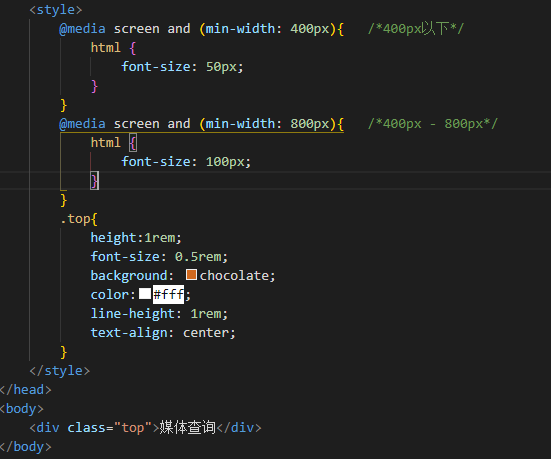 <style>
@media screen and (min-width: 400px){ /*400px以下*/
html {
font-size: 50px;
}
}
@media screen and (min-width: 800px){ /*400px - 800px*/
html {
font-size: 100px;
}
}
.top{
height:1rem;
font-size: 0.5rem;
background: chocolate;
color: #fff;
line-height: 1rem;
text-align: center;
}
</style>
</head>
<body>
<div class="top">媒体查询</div>
</body>